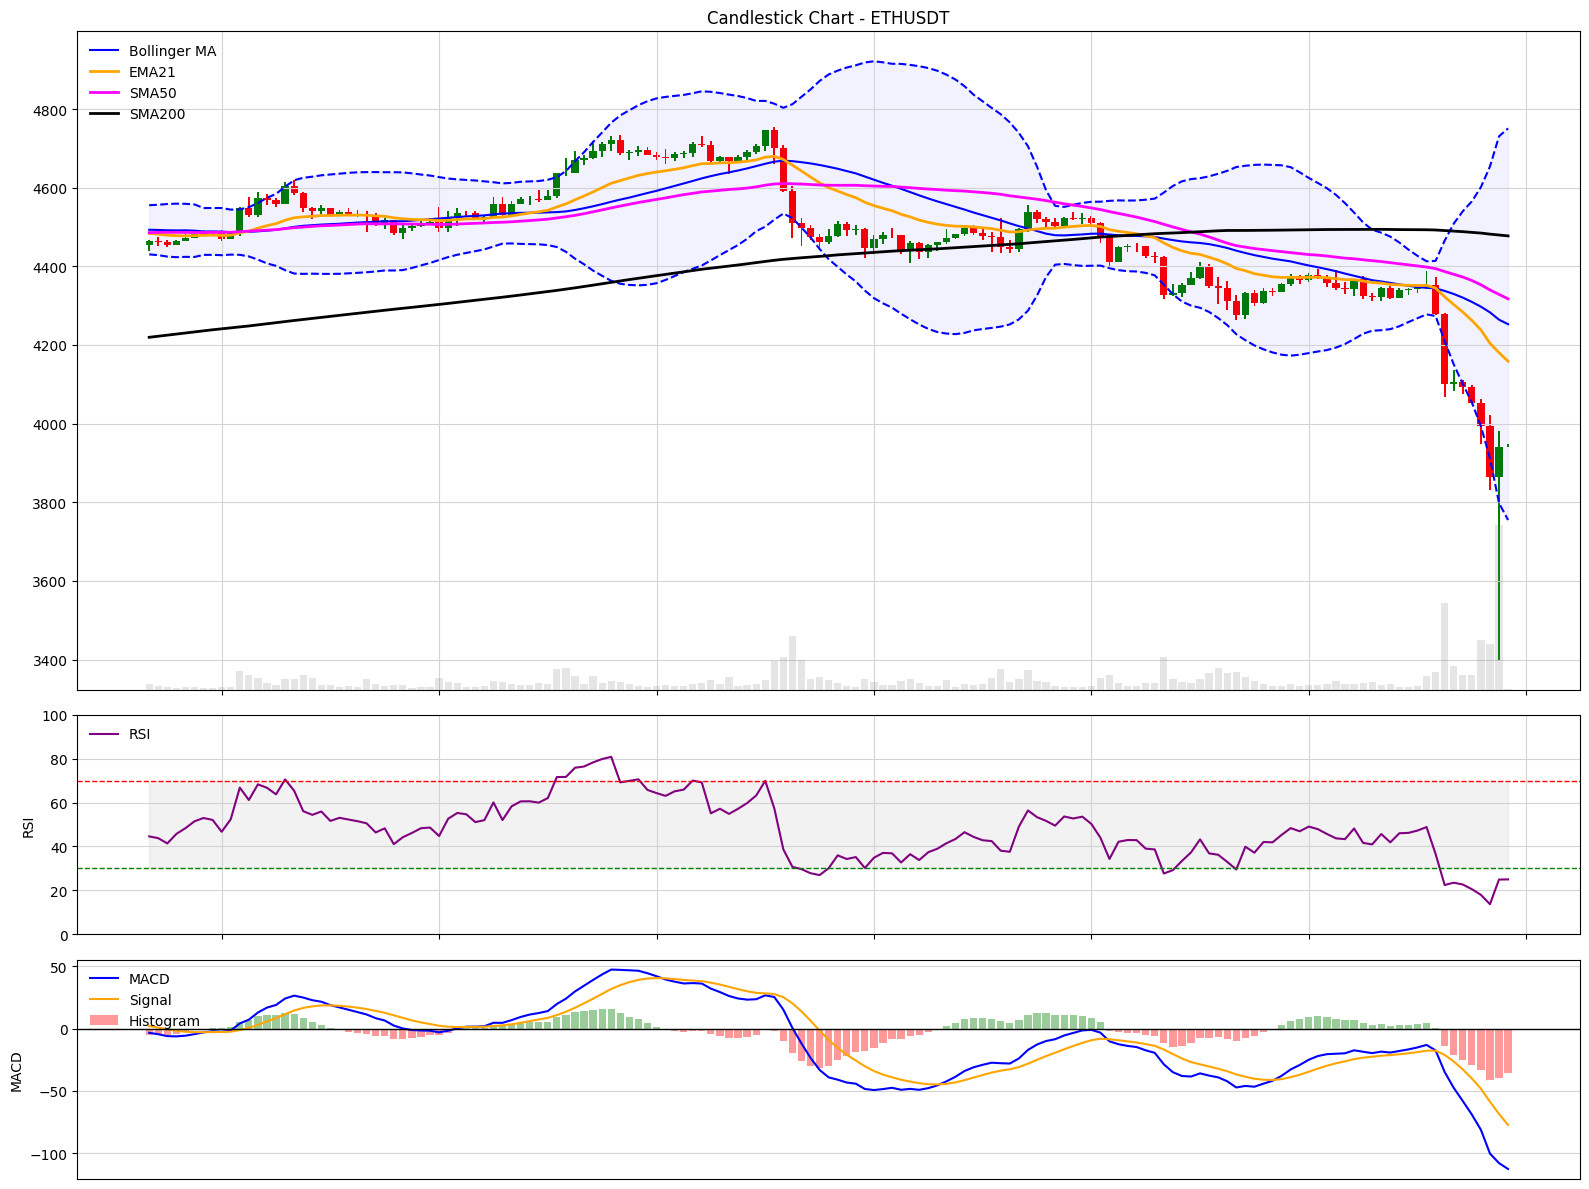 Candlestick Chart - ETHUSDT
Bollinger MA
EMA21
SMA50
SMA200
4800
4600
4400
4200
4000
3800
3600
3400
100
80
60
40
20
0
RSI
RSI
50
0
−50
−100
MACD
MACD
Signal
Histogram